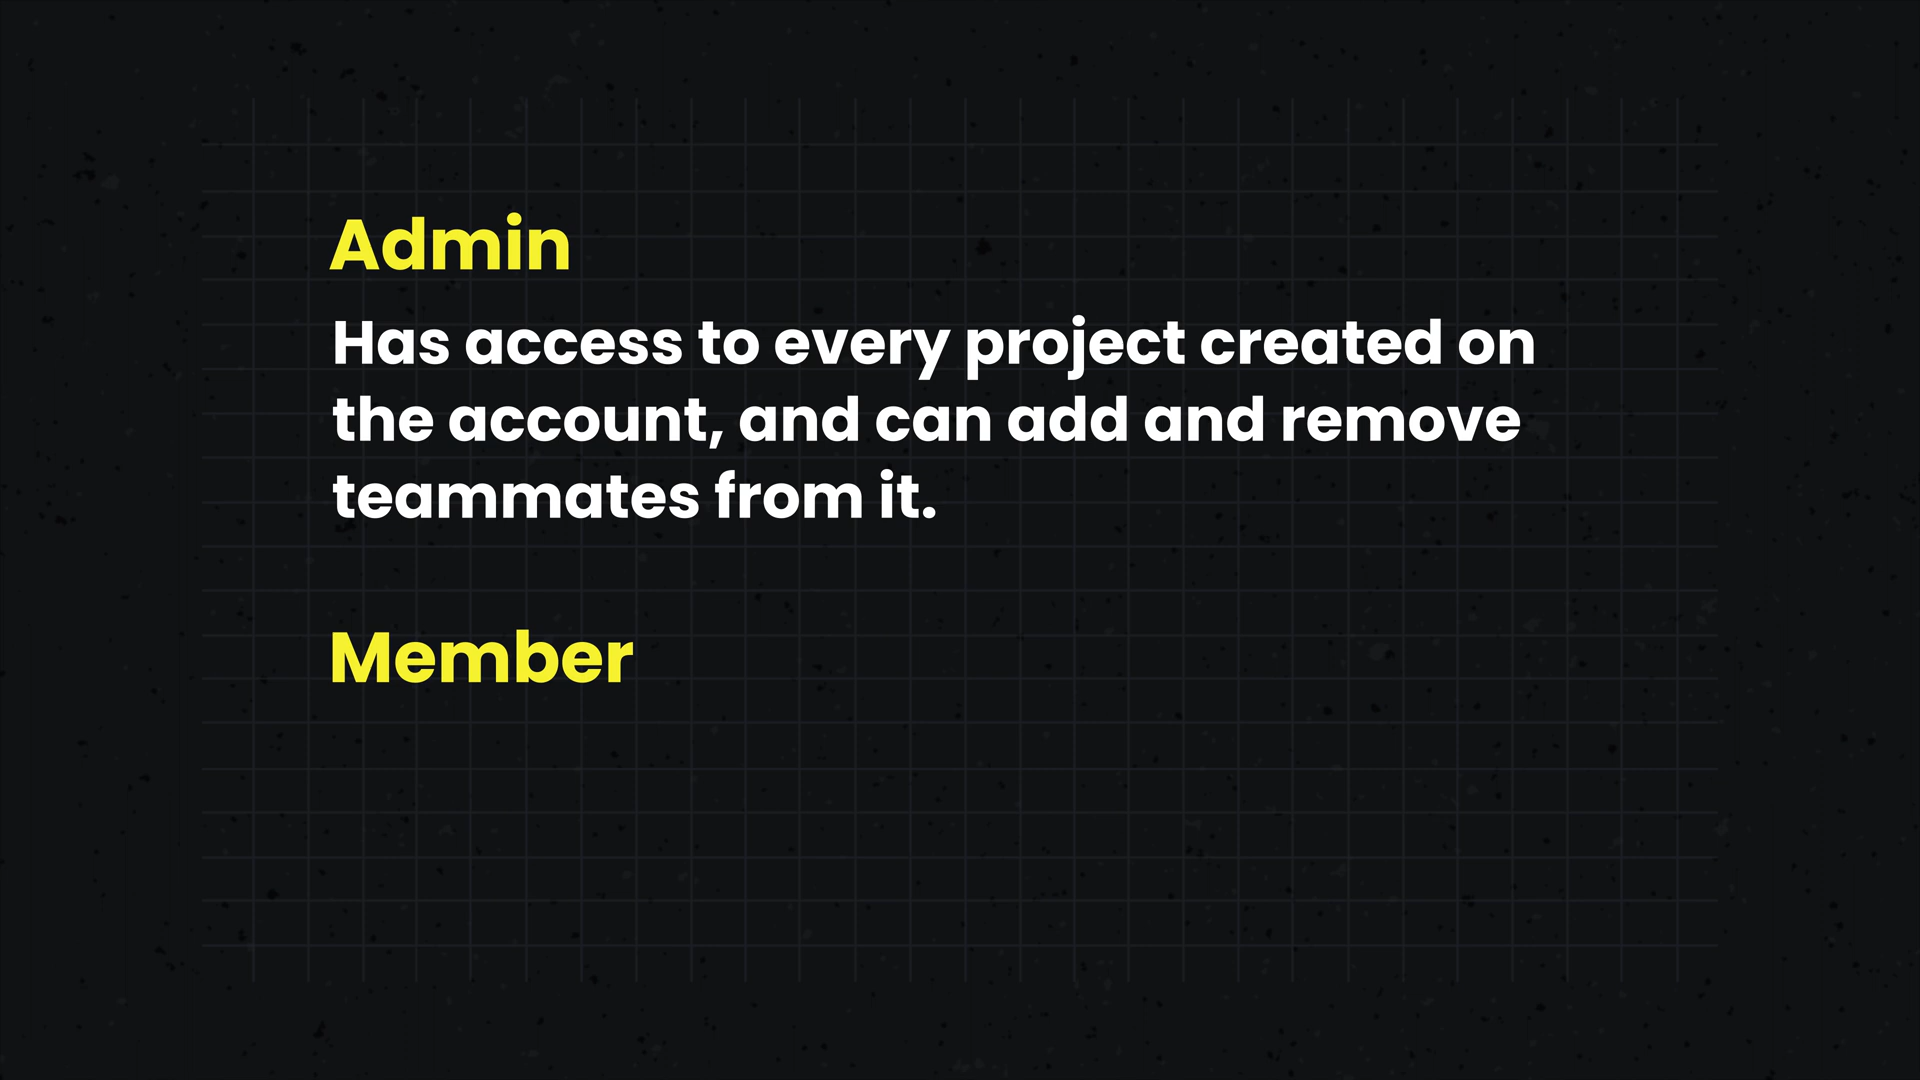 Admin
Has access to every project created on
the account, and can add and remove
teammates from it.
Member